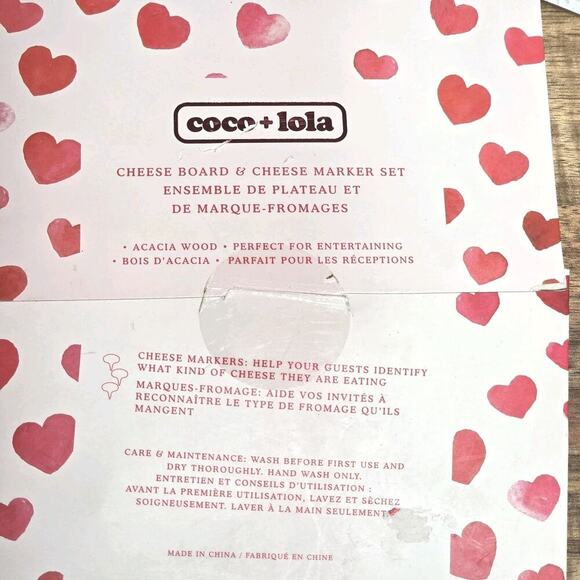 coco+lola
CHEESE BOARD & CHEESE MARKER SET
ENSEMBLE DE PLATEAU ET
DE MARQUE-FROMAGES
• ACACIA WOOD • PERFECT FOR ENTERTAINING
• BOIS D'ACACIA • PARFAIT POUR LES RÉCEPTIONS
CHEESE MARKERS: HELP YOUR GUESTS IDENTIFY
WHAT KIND OF CHEESE THEY ARE EATING
MARQUES-FROMAGE: AIDE VOS INVITÉS À
RECONNAÎTRE LE TYPE DE FROMAGE QU'ILS
MANGENT
CARE & MAINTENANCE: WASH BEFORE FIRST USE AND
DRY THOROUGHLY. HAND WASH ONLY.
ENTRETIEN ET CONSEILS D'UTILISATION :
AVANT LA PREMIÈRE UTILISATION, LAVEZ ET SÈCHEZ
SOIGNEUSEMENT. LAVER À LA MAIN SEULEMENT.
MADE IN CHINA / FABRIQUÉ EN CHINE